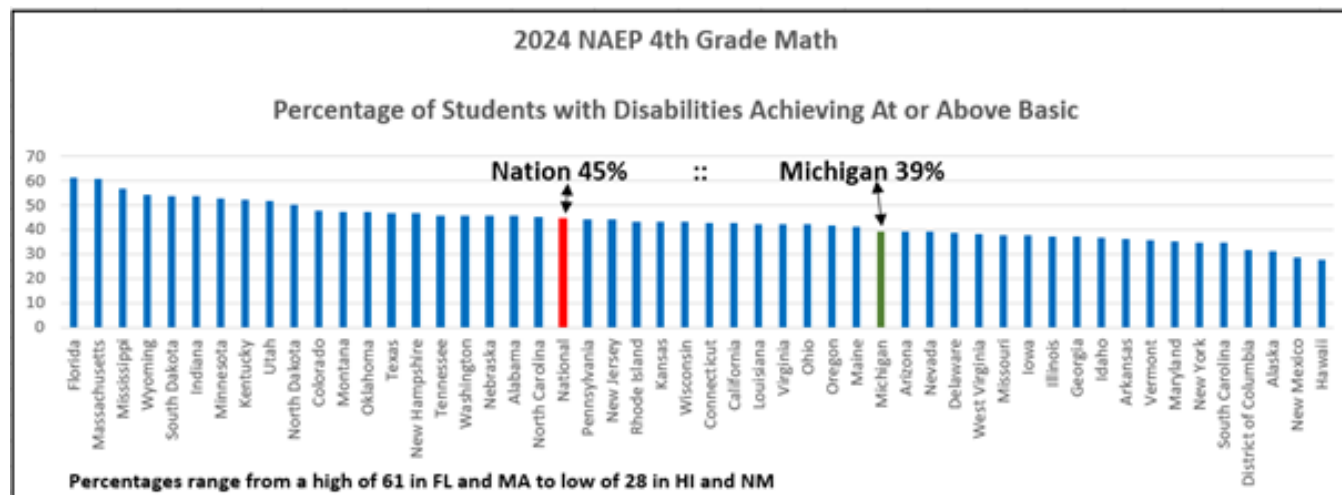 2024 NAEP 4th Grade Math
Percentage of Students with Disabilities Achieving At or Above Basic
Nation 45% :: Michigan 39%
70
60
50
40
30
20
10
0
Florida
Massachusetts
Mississippi
Wyoming
South Dakota
Indiana
Minnesota
Kentucky
Utah
North Dakota
Colorado
Montana
Oklahoma
Texas
New Hampshire
Tennessee
Washington
Nebraska
Alabama
North Carolina
National
Pennsylvania
New Jersey
Rhode Island
Kansas
Wisconsin
Connecticut
California
Louisiana
Virginia
Ohio
Oregon
Maine
Michigan
Arizona
Nevada
Delaware
West Virginia
Missouri
Iowa
Illinois
Georgia
Idaho
Arkansas
Vermont
Maryland
New York
South Carolina
District of Columbia
Alaska
New Mexico
Hawaii
Percentages range from a high of 61 in FL and MA to low of 28 in HI and NM